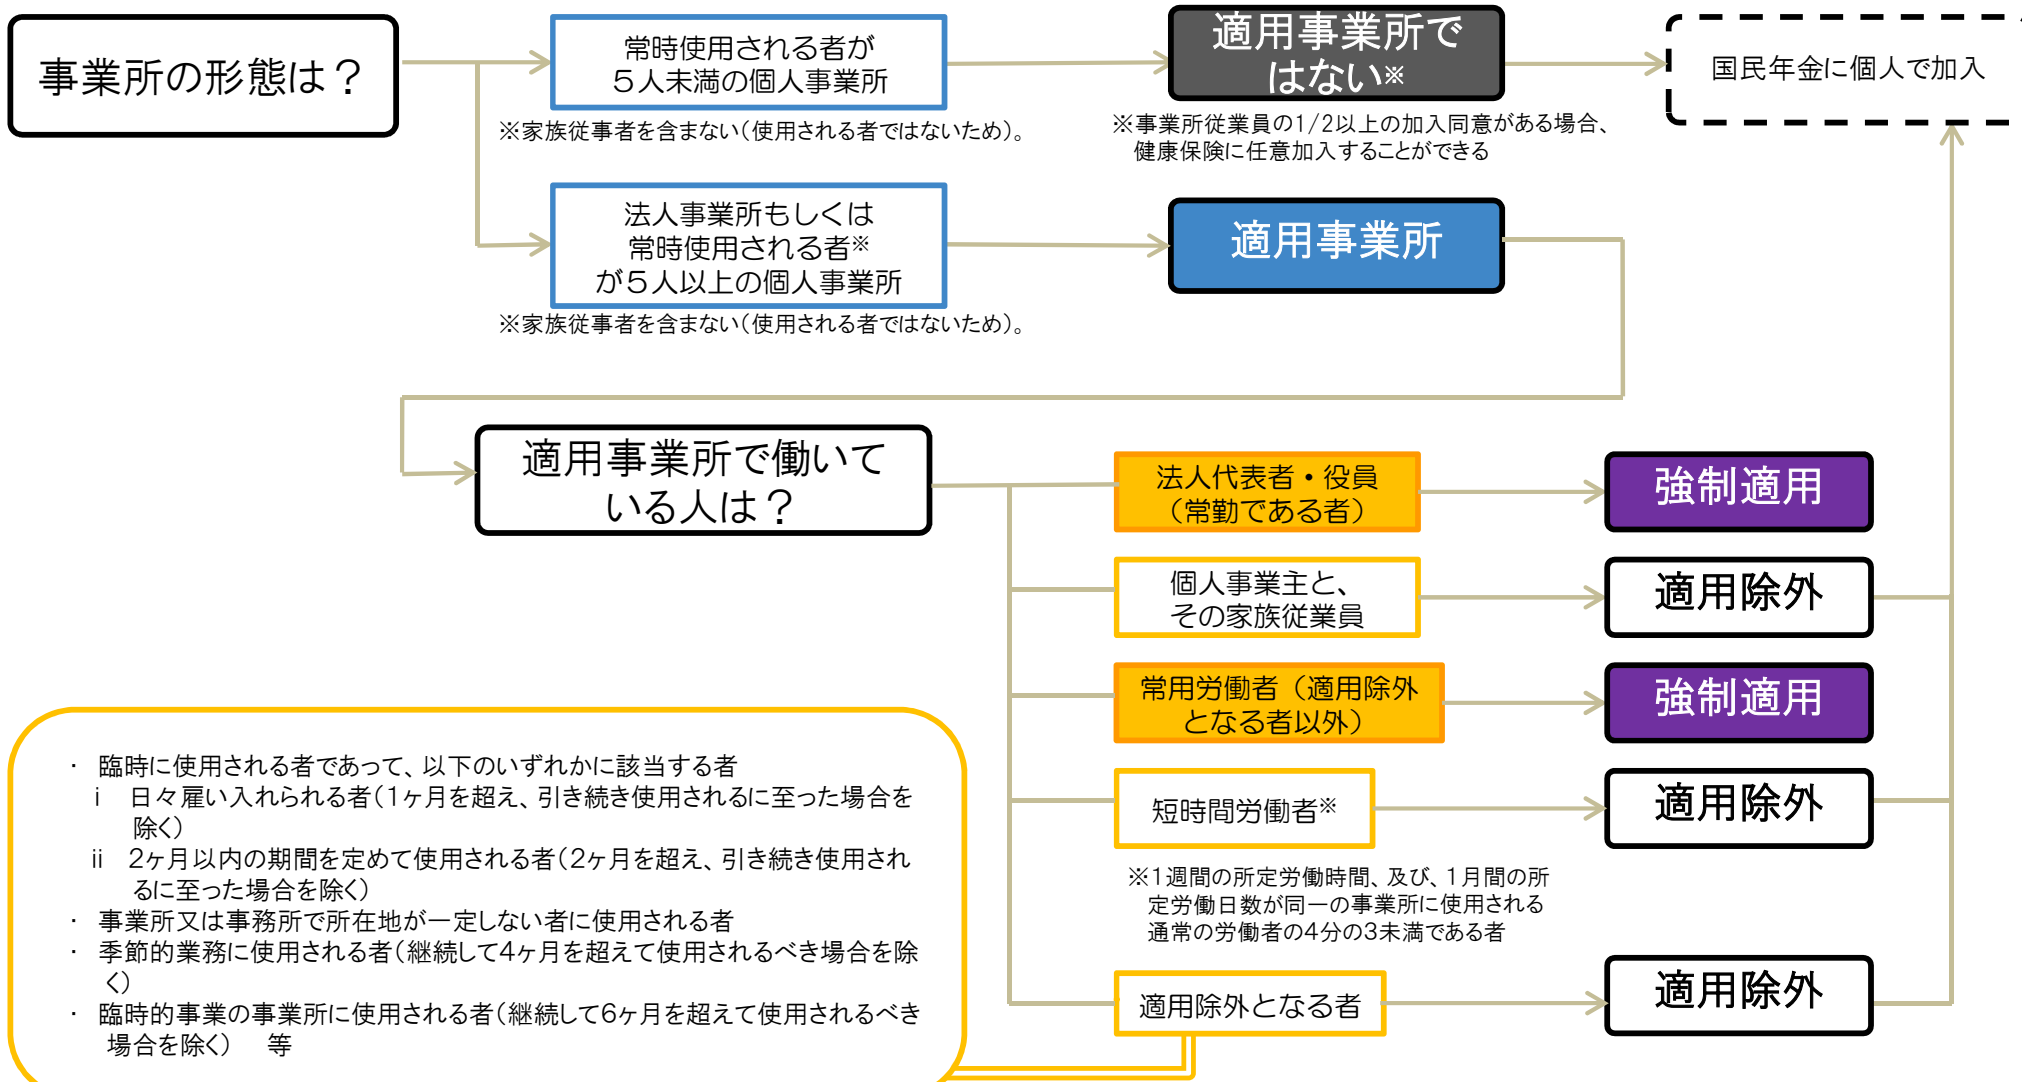 事業所の形態は？
常時使用される者が
５人未満の個人事業所
※家族従事者を含まない（使用される者ではないため）。
適用事業所で
はない※
※事業所従業員の1/2以上の加入同意がある場合、
健康保険に任意加入することができる
国民年金に個人で加入
法人事業所もしくは
常時使用される者※
が５人以上の個人事業所
※家族従事者を含まない（使用される者ではないため）。
適用事業所
適用事業所で働いて
いる人は？
法人代表者・役員
（常勤である者）
強制適用
個人事業主と、
その家族従業員
適用除外
常用労働者（適用除外
となる者以外）
強制適用
短時間労働者※
適用除外
※1週間の所定労働時間、及び、1月間の所
定労働日数が同一の事業所に使用される
通常の労働者の4分の3未満である者
適用除外となる者
適用除外
・ 臨時に使用される者であって、以下のいずれかに該当する者
ⅰ 日々雇い入れられる者（1ヶ月を超え、引き続き使用されるに至った場合を
除く）
ⅱ 2ヶ月以内の期間を定めて使用される者（2ヶ月を超え、引き続き使用され
るに至った場合を除く）
・ 事業所又は事務所で所在地が一定しない者に使用される者
・ 季節的業務に使用される者（継続して4ヶ月を超えて使用されるべき場合を除
く）
・ 臨時的事業の事業所に使用される者（継続して6ヶ月を超えて使用されるべき
場合を除く） 等